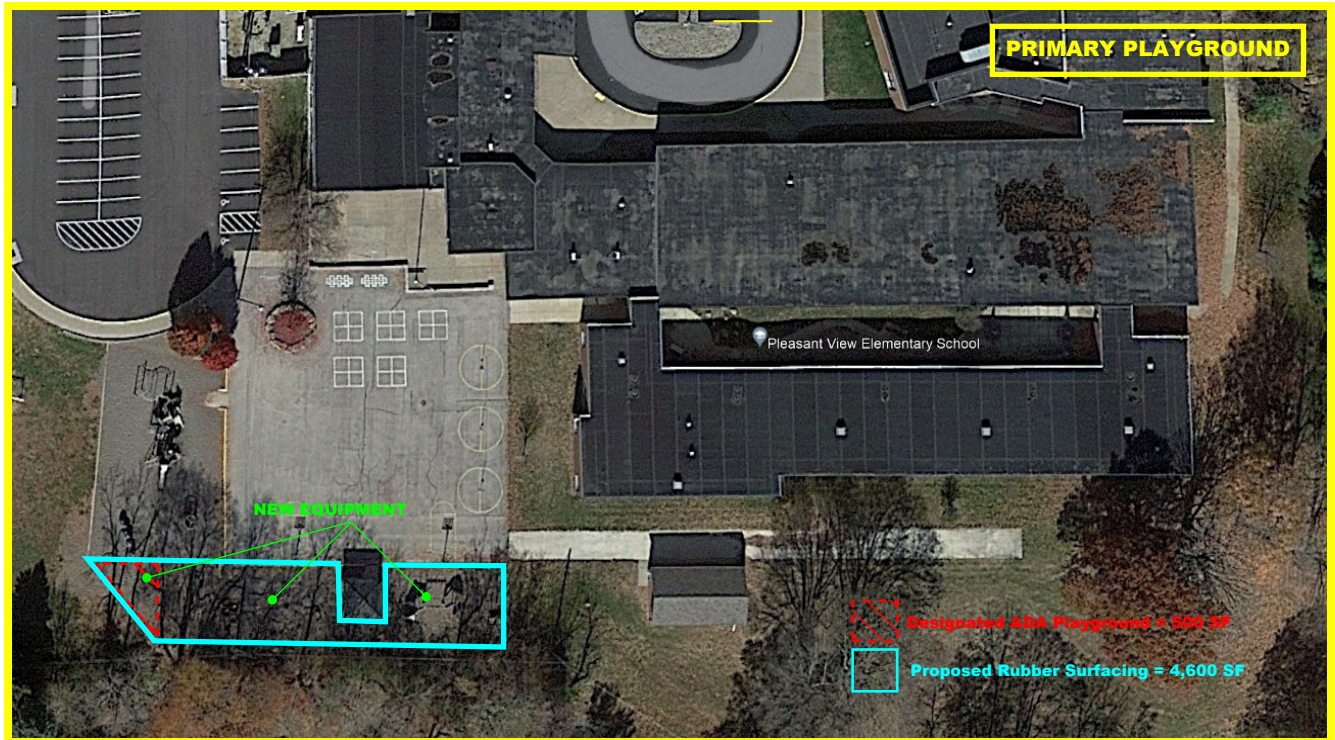 PRIMARY PLAYGROUND
Pleasant View Elementary School
NEW EQUIPMENT
Designated ADA Playground = 500 SF
Proposed Rubber Surfacing = 4,600 SF